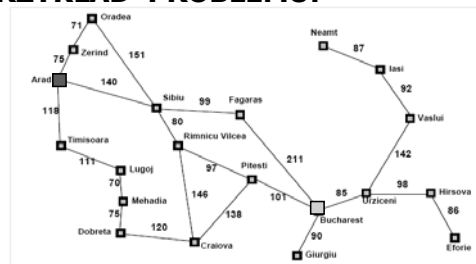 Oradea
71
Neamt
87
Zerind
151
Iasi
75
Arad
140
92
Sibiu
99
Fagaras
118
80
Vaslui
Timisoara
Rimnicu Vilcea
111
97
Pitesti
211
142
Lugoj
70
146
101
85
98
Hirsova
Mehadia
138
Urziceni
75
Bucharest
86
Dobreta
120
90
Craiova
Giurgiu
Eforie